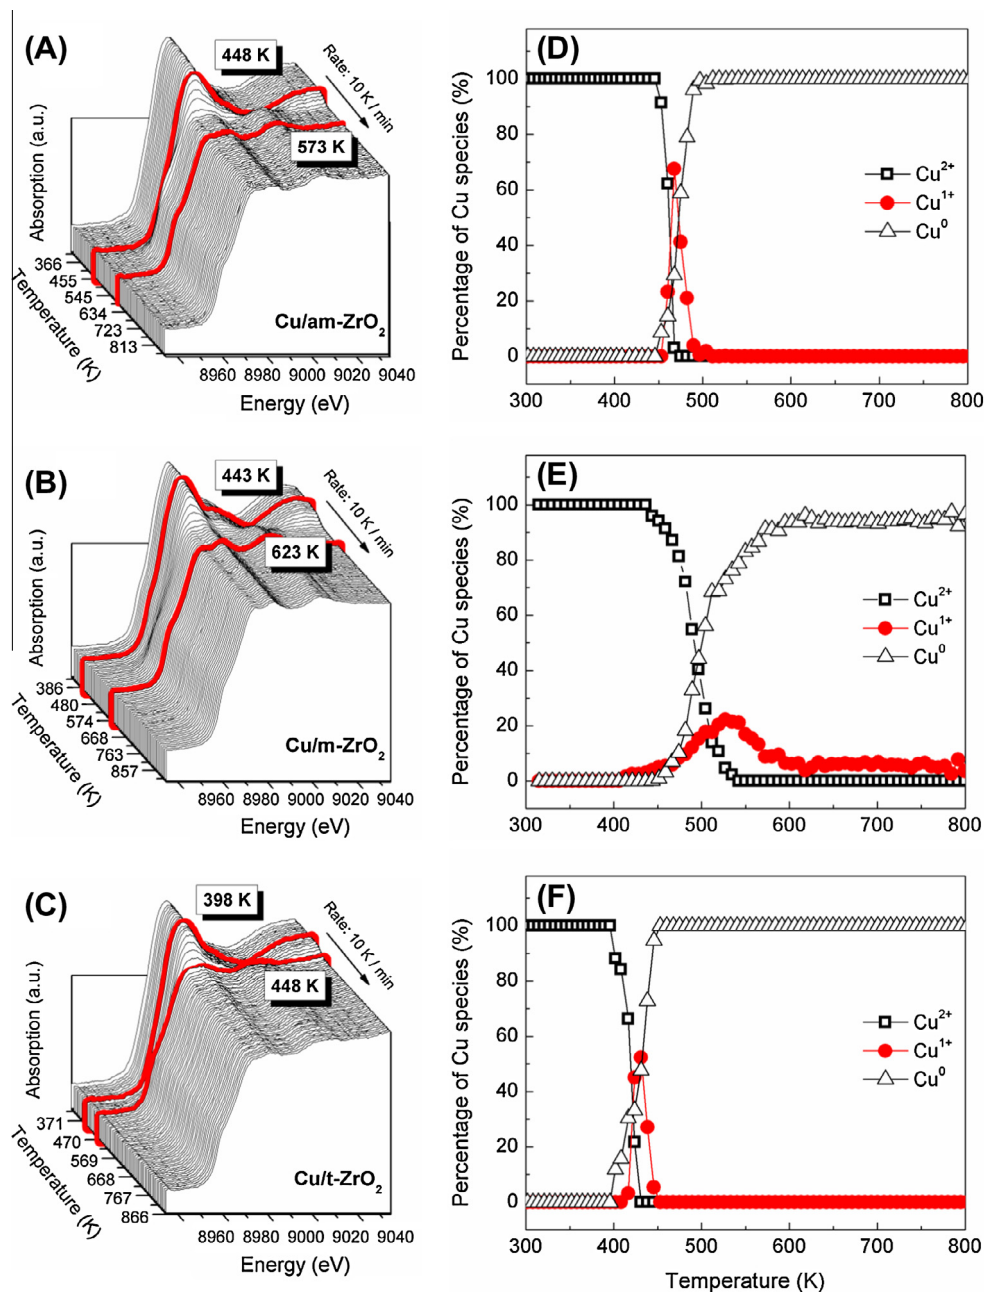 (A)
448 K
Rate: 10 K / min
573 K
Absorption (a.u.)
366
455
545
634
723
813
Temperature (K)
Cu/am-ZrO2
8960 8980 9000 9020 9040
Energy (eV)
(D)
Percentage of Cu species (%)
100
80
60
40
20
0
Cu2+
Cu1+
Cu0
300 400 500 600 700 800
(B)
443 K
Rate: 10 K / min
623 K
Absorption (a.u.)
386
480
574
668
763
857
Temperature (K)
Cu/m-ZrO2
8960 8980 9000 9020 9040
Energy (eV)
(E)
Percentage of Cu species (%)
100
80
60
40
20
0
Cu2+
Cu1+
Cu0
300 400 500 600 700 800
(C)
398 K
Rate: 10 K / min
448 K
Absorption (a.u.)
371
470
569
668
767
866
Temperature (K)
Cu/t-ZrO2
8960 8980 9000 9020 9040
Energy (eV)
(F)
Percentage of Cu species (%)
100
80
60
40
20
0
Cu2+
Cu1+
Cu0
300 400 500 600 700 800
Temperature (K)